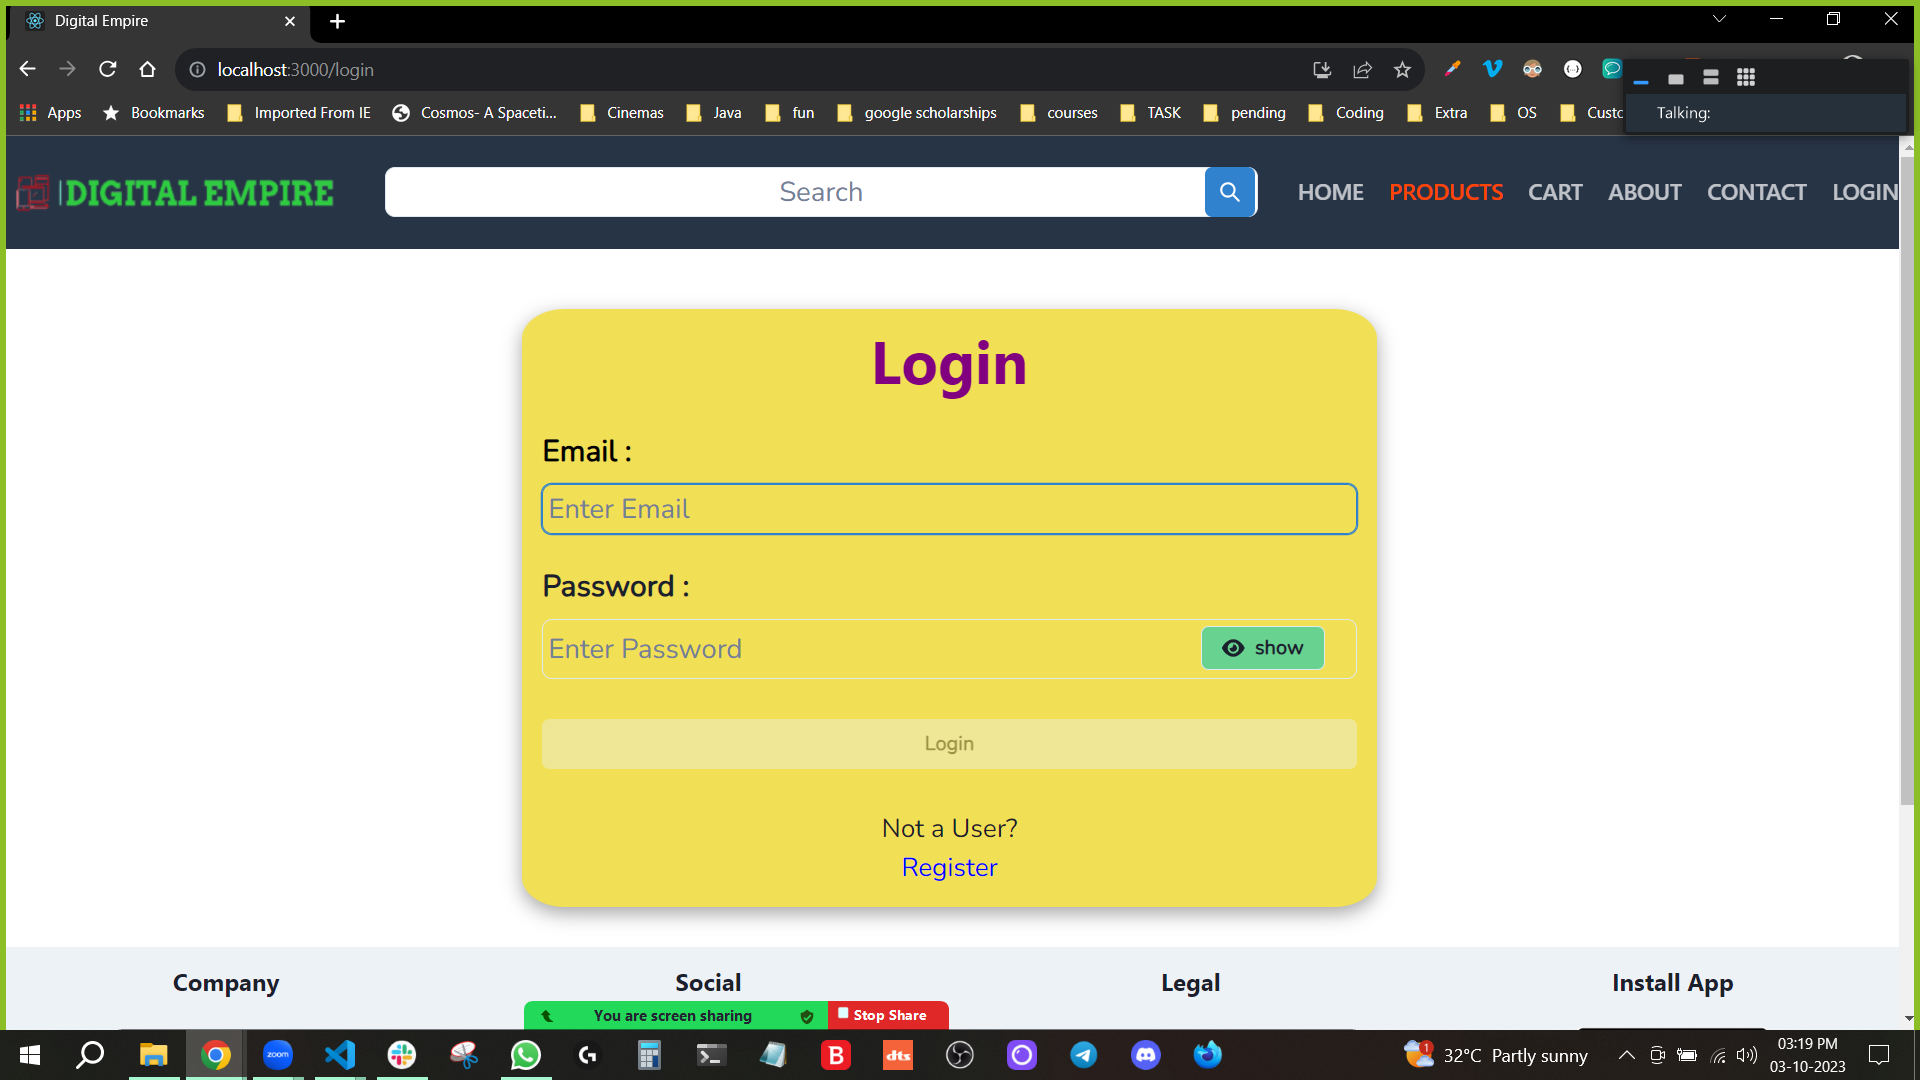 Digital Empire
localhost:3000/login
Apps Bookmarks Imported From IE Cosmos- A Spaceti... Cinemas Java fun google scholarships courses TASK pending Coding Extra OS Custo
Talking:
DIGITAL EMPIRE Search HOME PRODUCTS CART ABOUT CONTACT LOGIN
Login
Email :
Enter Email
Password :
Enter Password show
Login
Not a User?
Register
Company Social Legal Install App
You are screen sharing Stop Share
zoom
B
dts
1
32°C Partly sunny
03:19 PM
03-10-2023